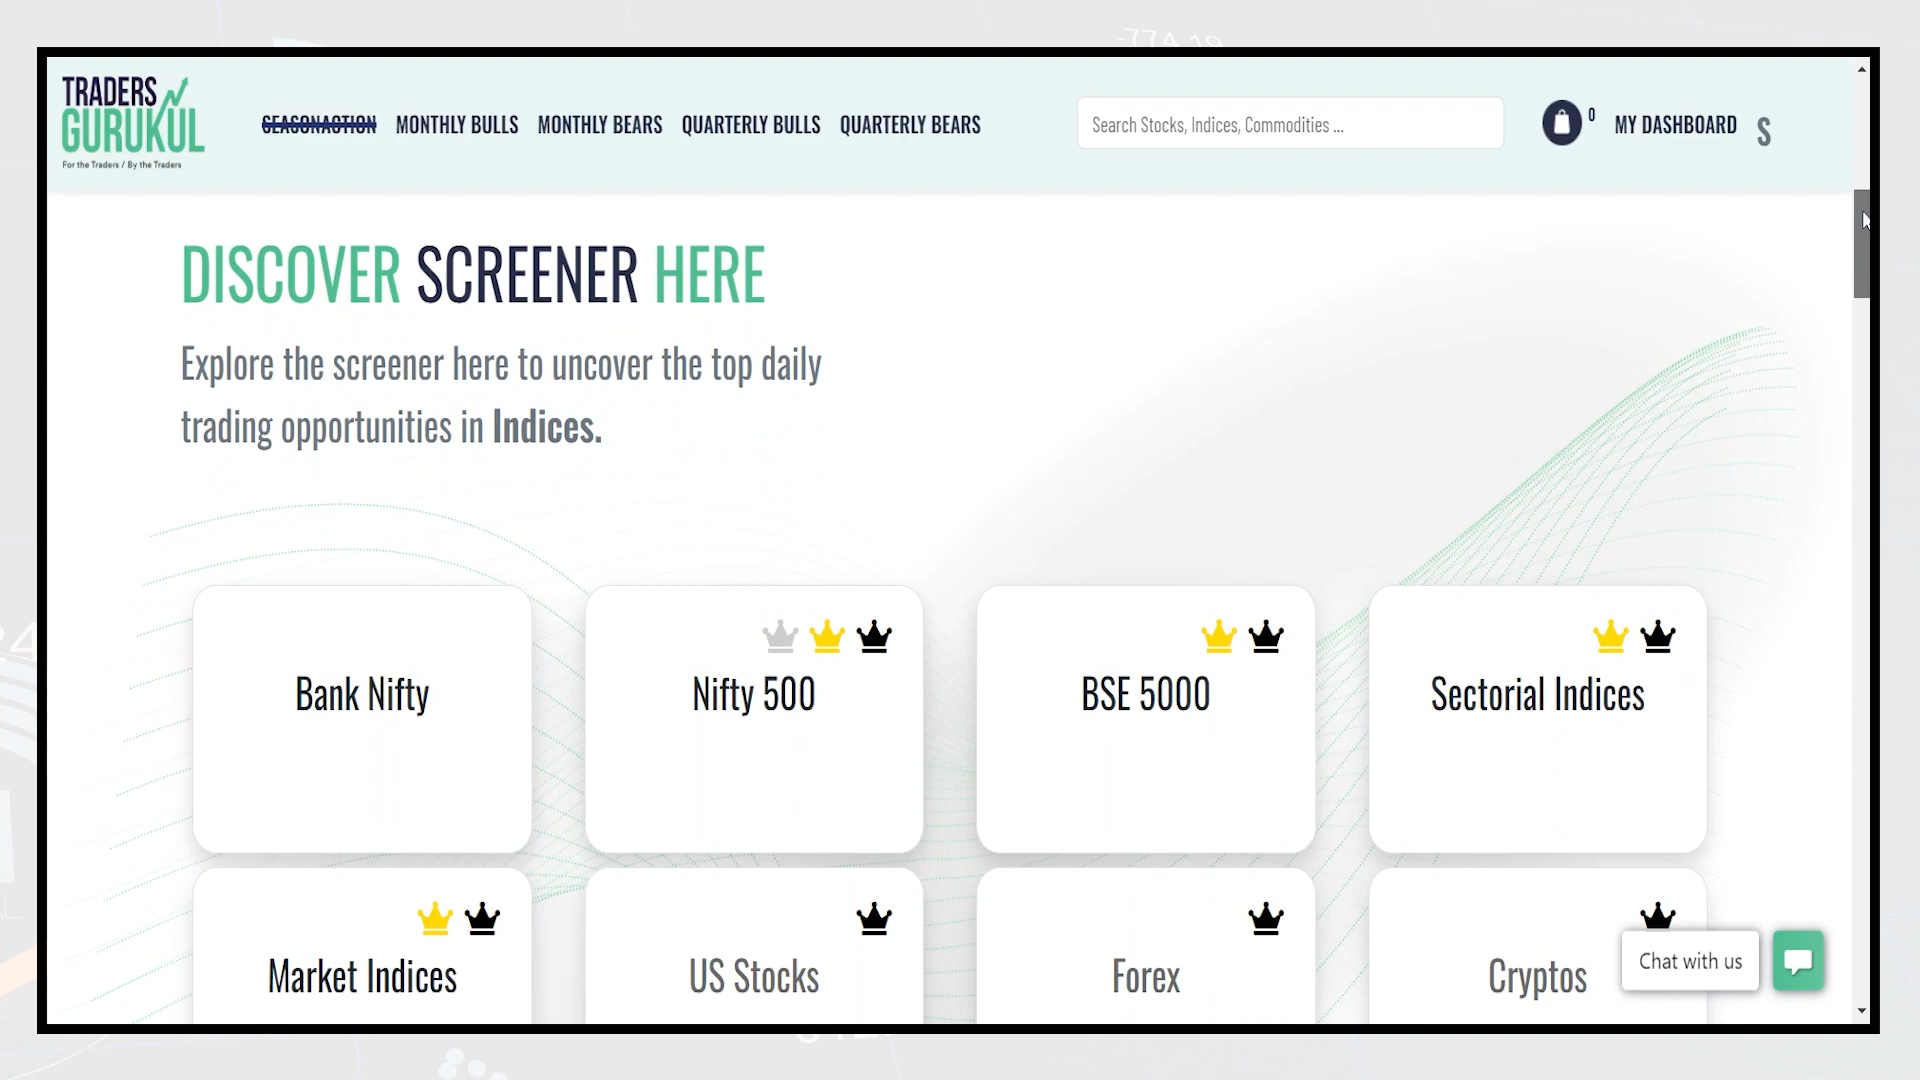 -774.19
TRADERS
GURUKUL
For the Traders / By the Traders
SEASONACTION
MONTHLY BULLS
MONTHLY BEARS
QUARTERLY BULLS
QUARTERLY BEARS
Search Stocks, Indices, Commodities ...
0
MY DASHBOARD
S
DISCOVER SCREENER HERE
Explore the screener here to uncover the top daily
trading opportunities in Indices.
Bank Nifty
Nifty 500
BSE 5000
Sectorial Indices
Market Indices
US Stocks
Forex
Cryptos
Chat with us